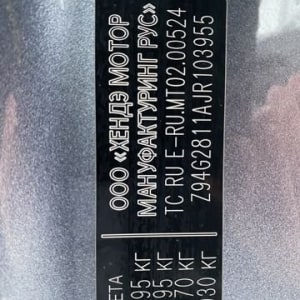 ООО «ХЕНДЭ МОТОР
МАНУФАКТУРИНГ РУС»
ТС RU E-RU.MT02.00524
Z94G2811AJR103955
ЕТА
95 КГ
95 КГ
70 КГ
30 КГ